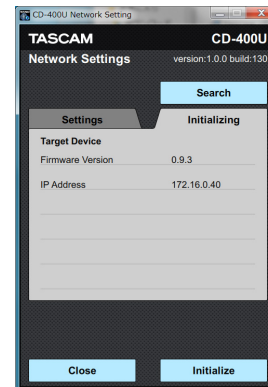 CD-400U Network Setting
TASCAM CD-400U
Network Settings version:1.0.0 build:130
Search
Settings Initializing
Target Device
Firmware Version 0.9.3
IP Address 172.16.0.40
Close Initialize